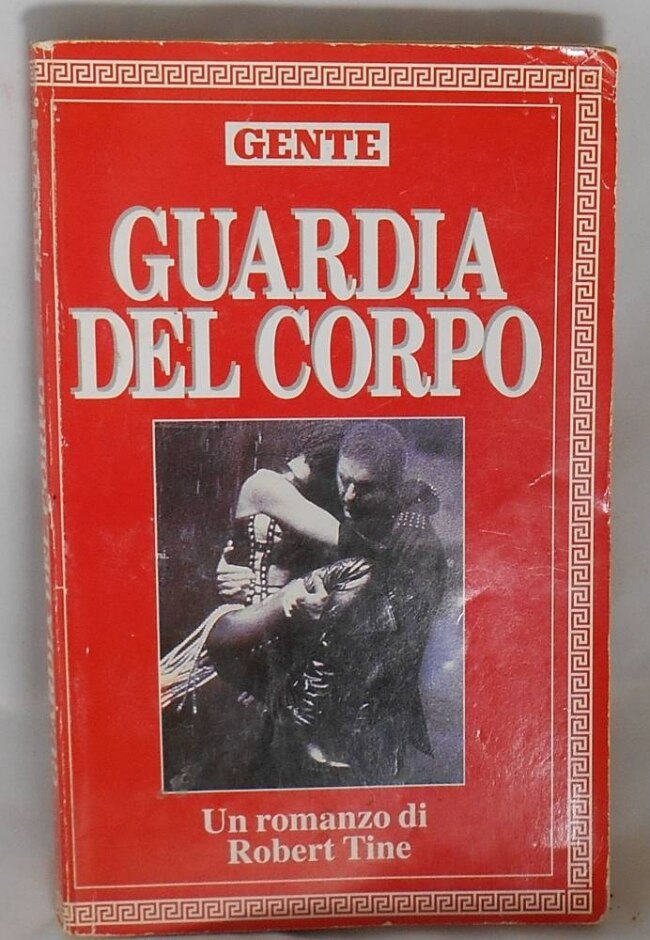 GENTE
GUARDIA
DEL CORPO
Un romanzo di
Robert Tine